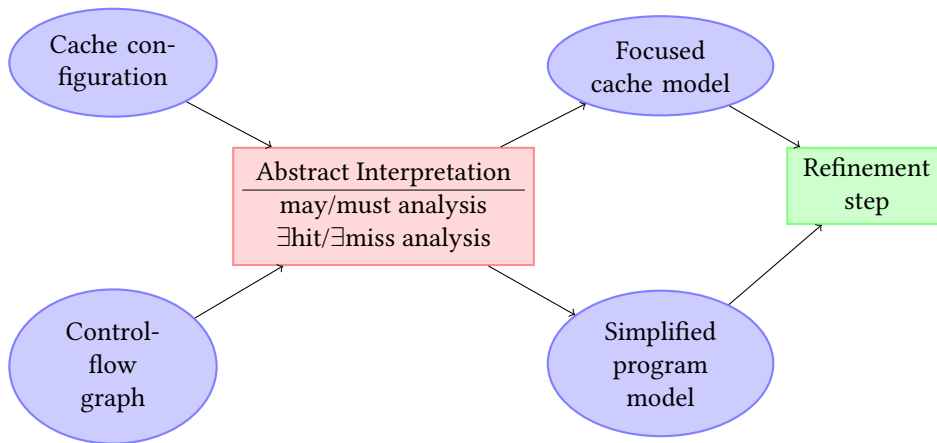 Cache con-
figuration
Focused
cache model
Abstract Interpretation
may/must analysis
∃hit/∃miss analysis
Refinement
step
Control-
flow
graph
Simplified
program
model